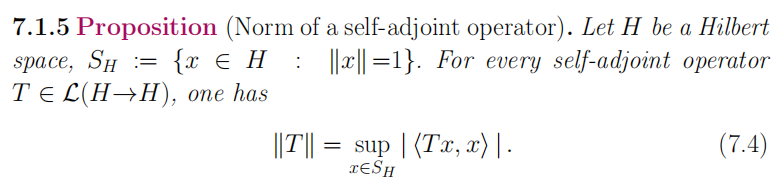 7.1.5 Proposition (Norm of a self-adjoint operator). Let H be a Hilbert
space, S_H := {x ∈ H : ‖x‖=1}. For every self-adjoint operator
T ∈ ℒ(H→H), one has
‖T‖ = sup_{x∈S_H} | ⟨Tx, x⟩ |. (7.4)